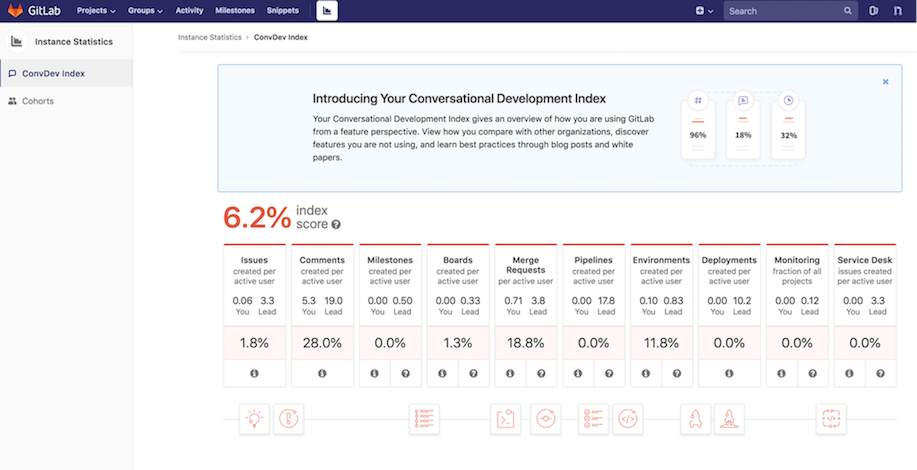 GitLab Projects Groups Activity Milestones Snippets Search
Instance Statistics
ConvDev Index
Cohorts
Instance Statistics › ConvDev Index
Introducing Your Conversational Development Index
Your Conversational Development Index gives an overview of how you are using GitLab
from a feature perspective. View how you compare with other organizations, discover
features you are not using, and learn best practices through blog posts and white
papers.
96% 18% 32%
6.2% index
score
Issues
created per
active user
0.06 3.3
You Lead
1.8%
Comments
created per
active user
5.3 19.0
You Lead
28.0%
Milestones
created per
active user
0.00 0.50
You Lead
0.0%
Boards
created per
active user
0.00 0.33
You Lead
1.3%
Merge
Requests
per active user
0.71 3.8
You Lead
18.8%
Pipelines
created per
active user
0.00 17.8
You Lead
0.0%
Environments
created per
active user
0.10 0.83
You Lead
11.8%
Deployments
created per
active user
0.00 10.2
You Lead
0.0%
Monitoring
fraction of all
projects
0.00 0.12
You Lead
0.0%
Service Desk
issues created
per active user
0.00 3.3
You Lead
0.0%